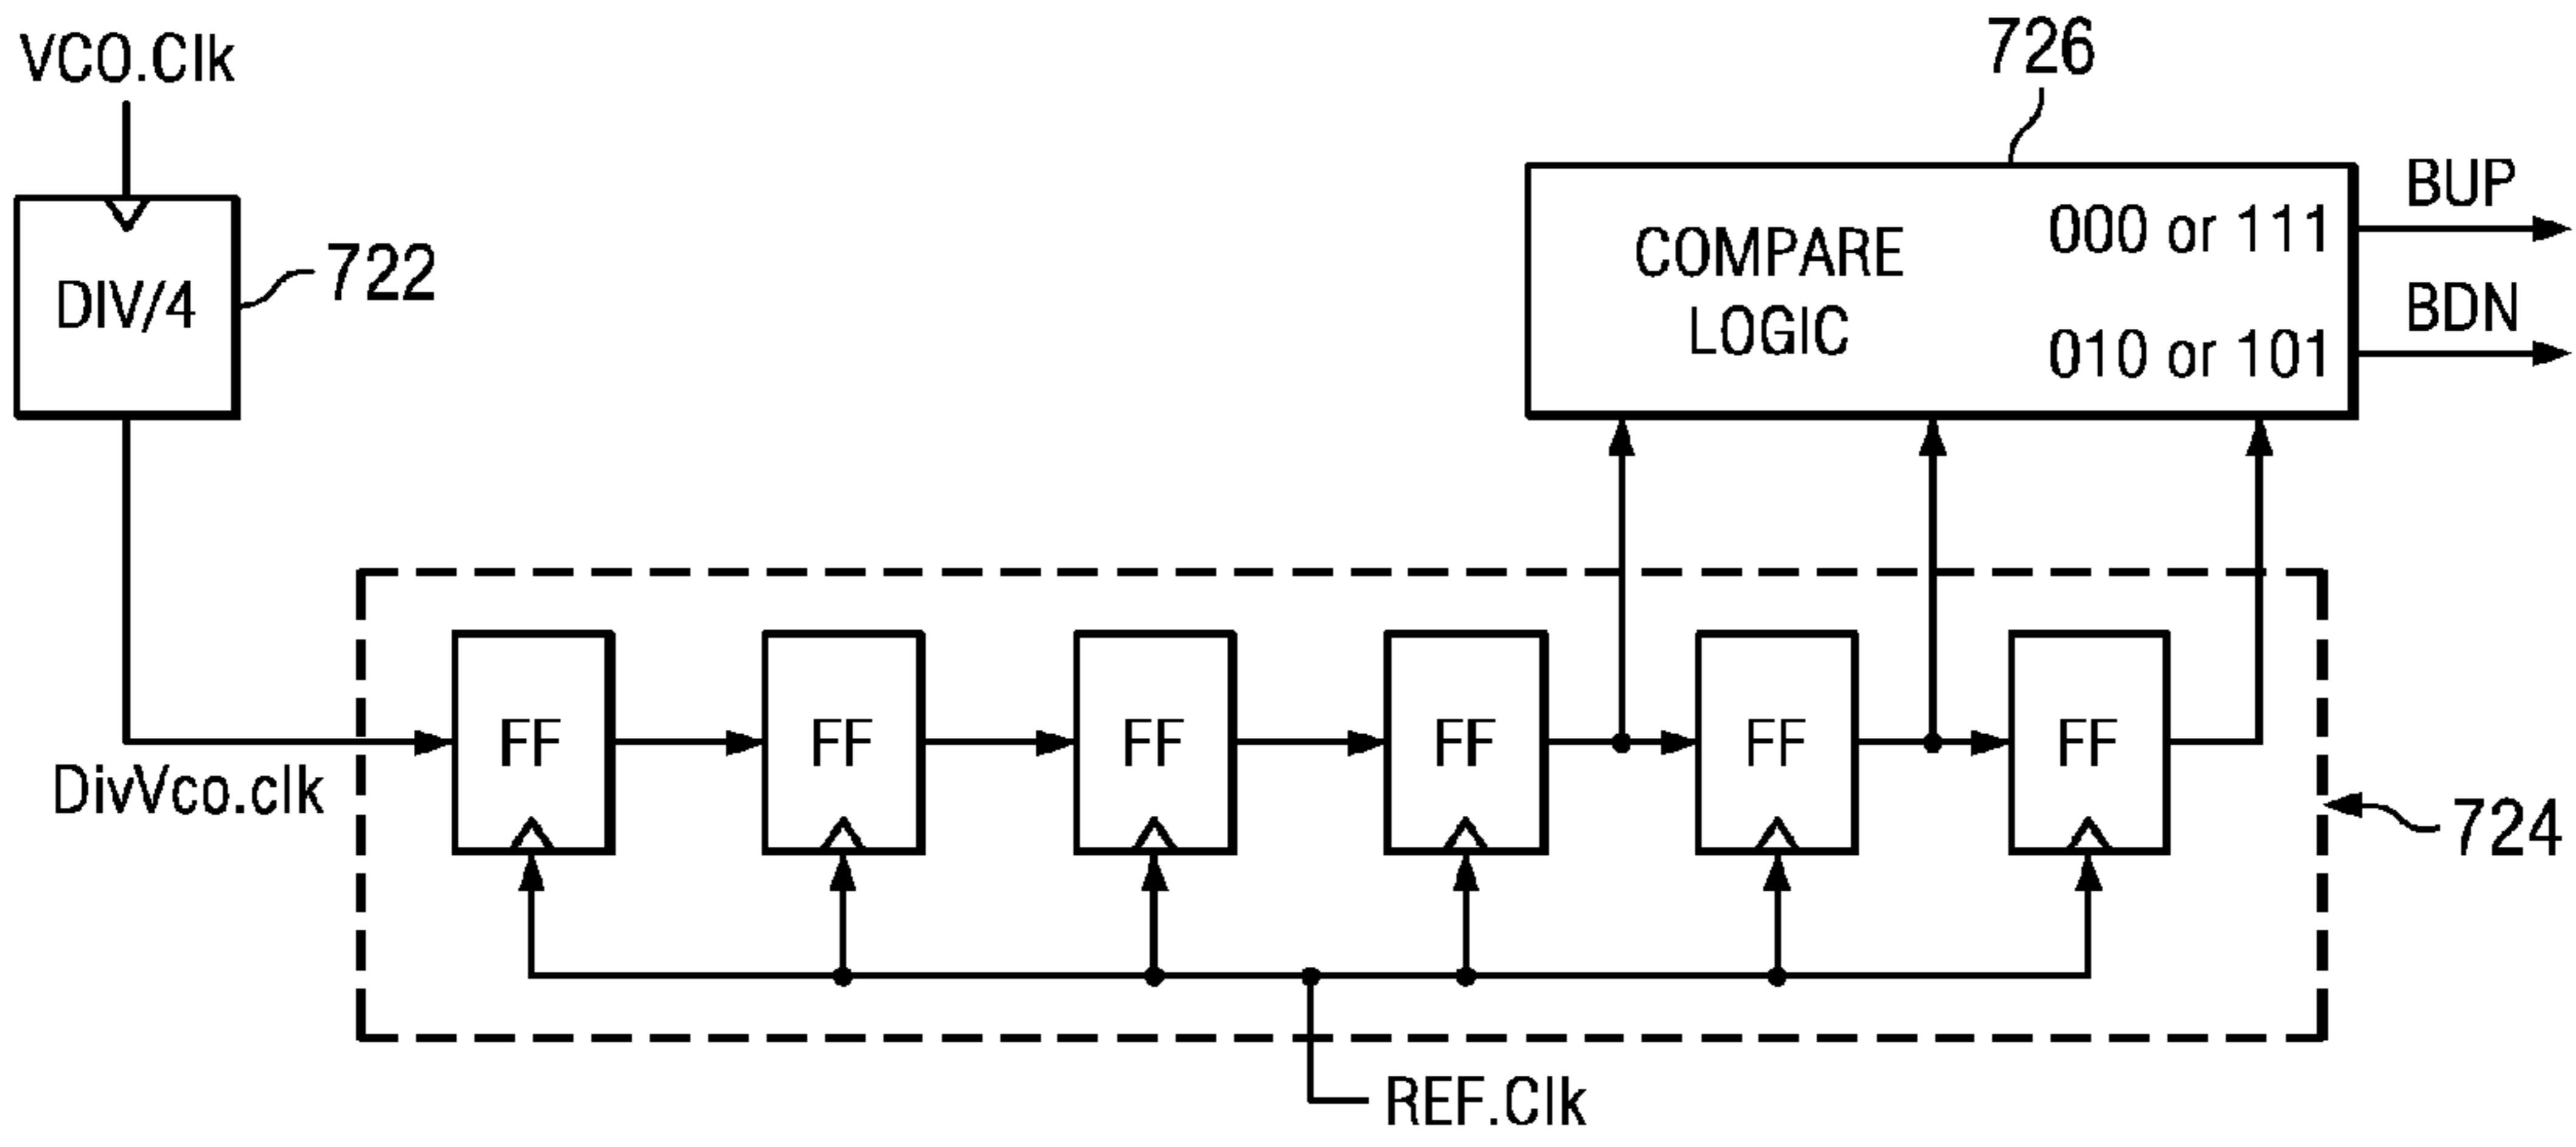 VCO.Clk
726
DIV/4
722
COMPARE
LOGIC
000 or 111
010 or 101
BUP
BDN
DivVco.clk
FF
FF
FF
FF
FF
FF
724
REF.Clk